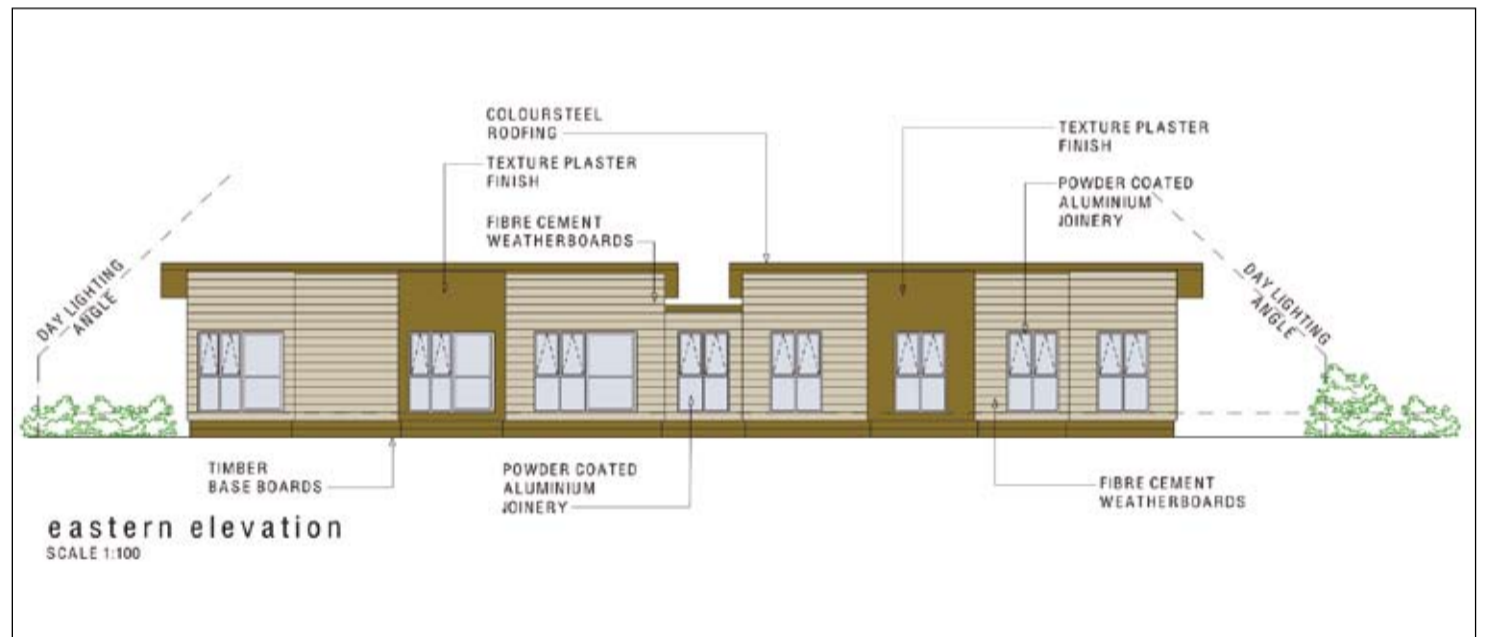 COLOURSTEEL
ROOFING
TEXTURE PLASTER
FINISH
FIBRE CEMENT
WEATHERBOARDS
TEXTURE PLASTER
FINISH
POWDER COATED
ALUMINIUM
JOINERY
DAY LIGHTING
ANGLE
DAY LIGHTING
ANGLE
TIMBER
BASE BOARDS
POWDER COATED
ALUMINIUM
JOINERY
FIBRE CEMENT
WEATHERBOARDS
eastern elevation
SCALE 1:100